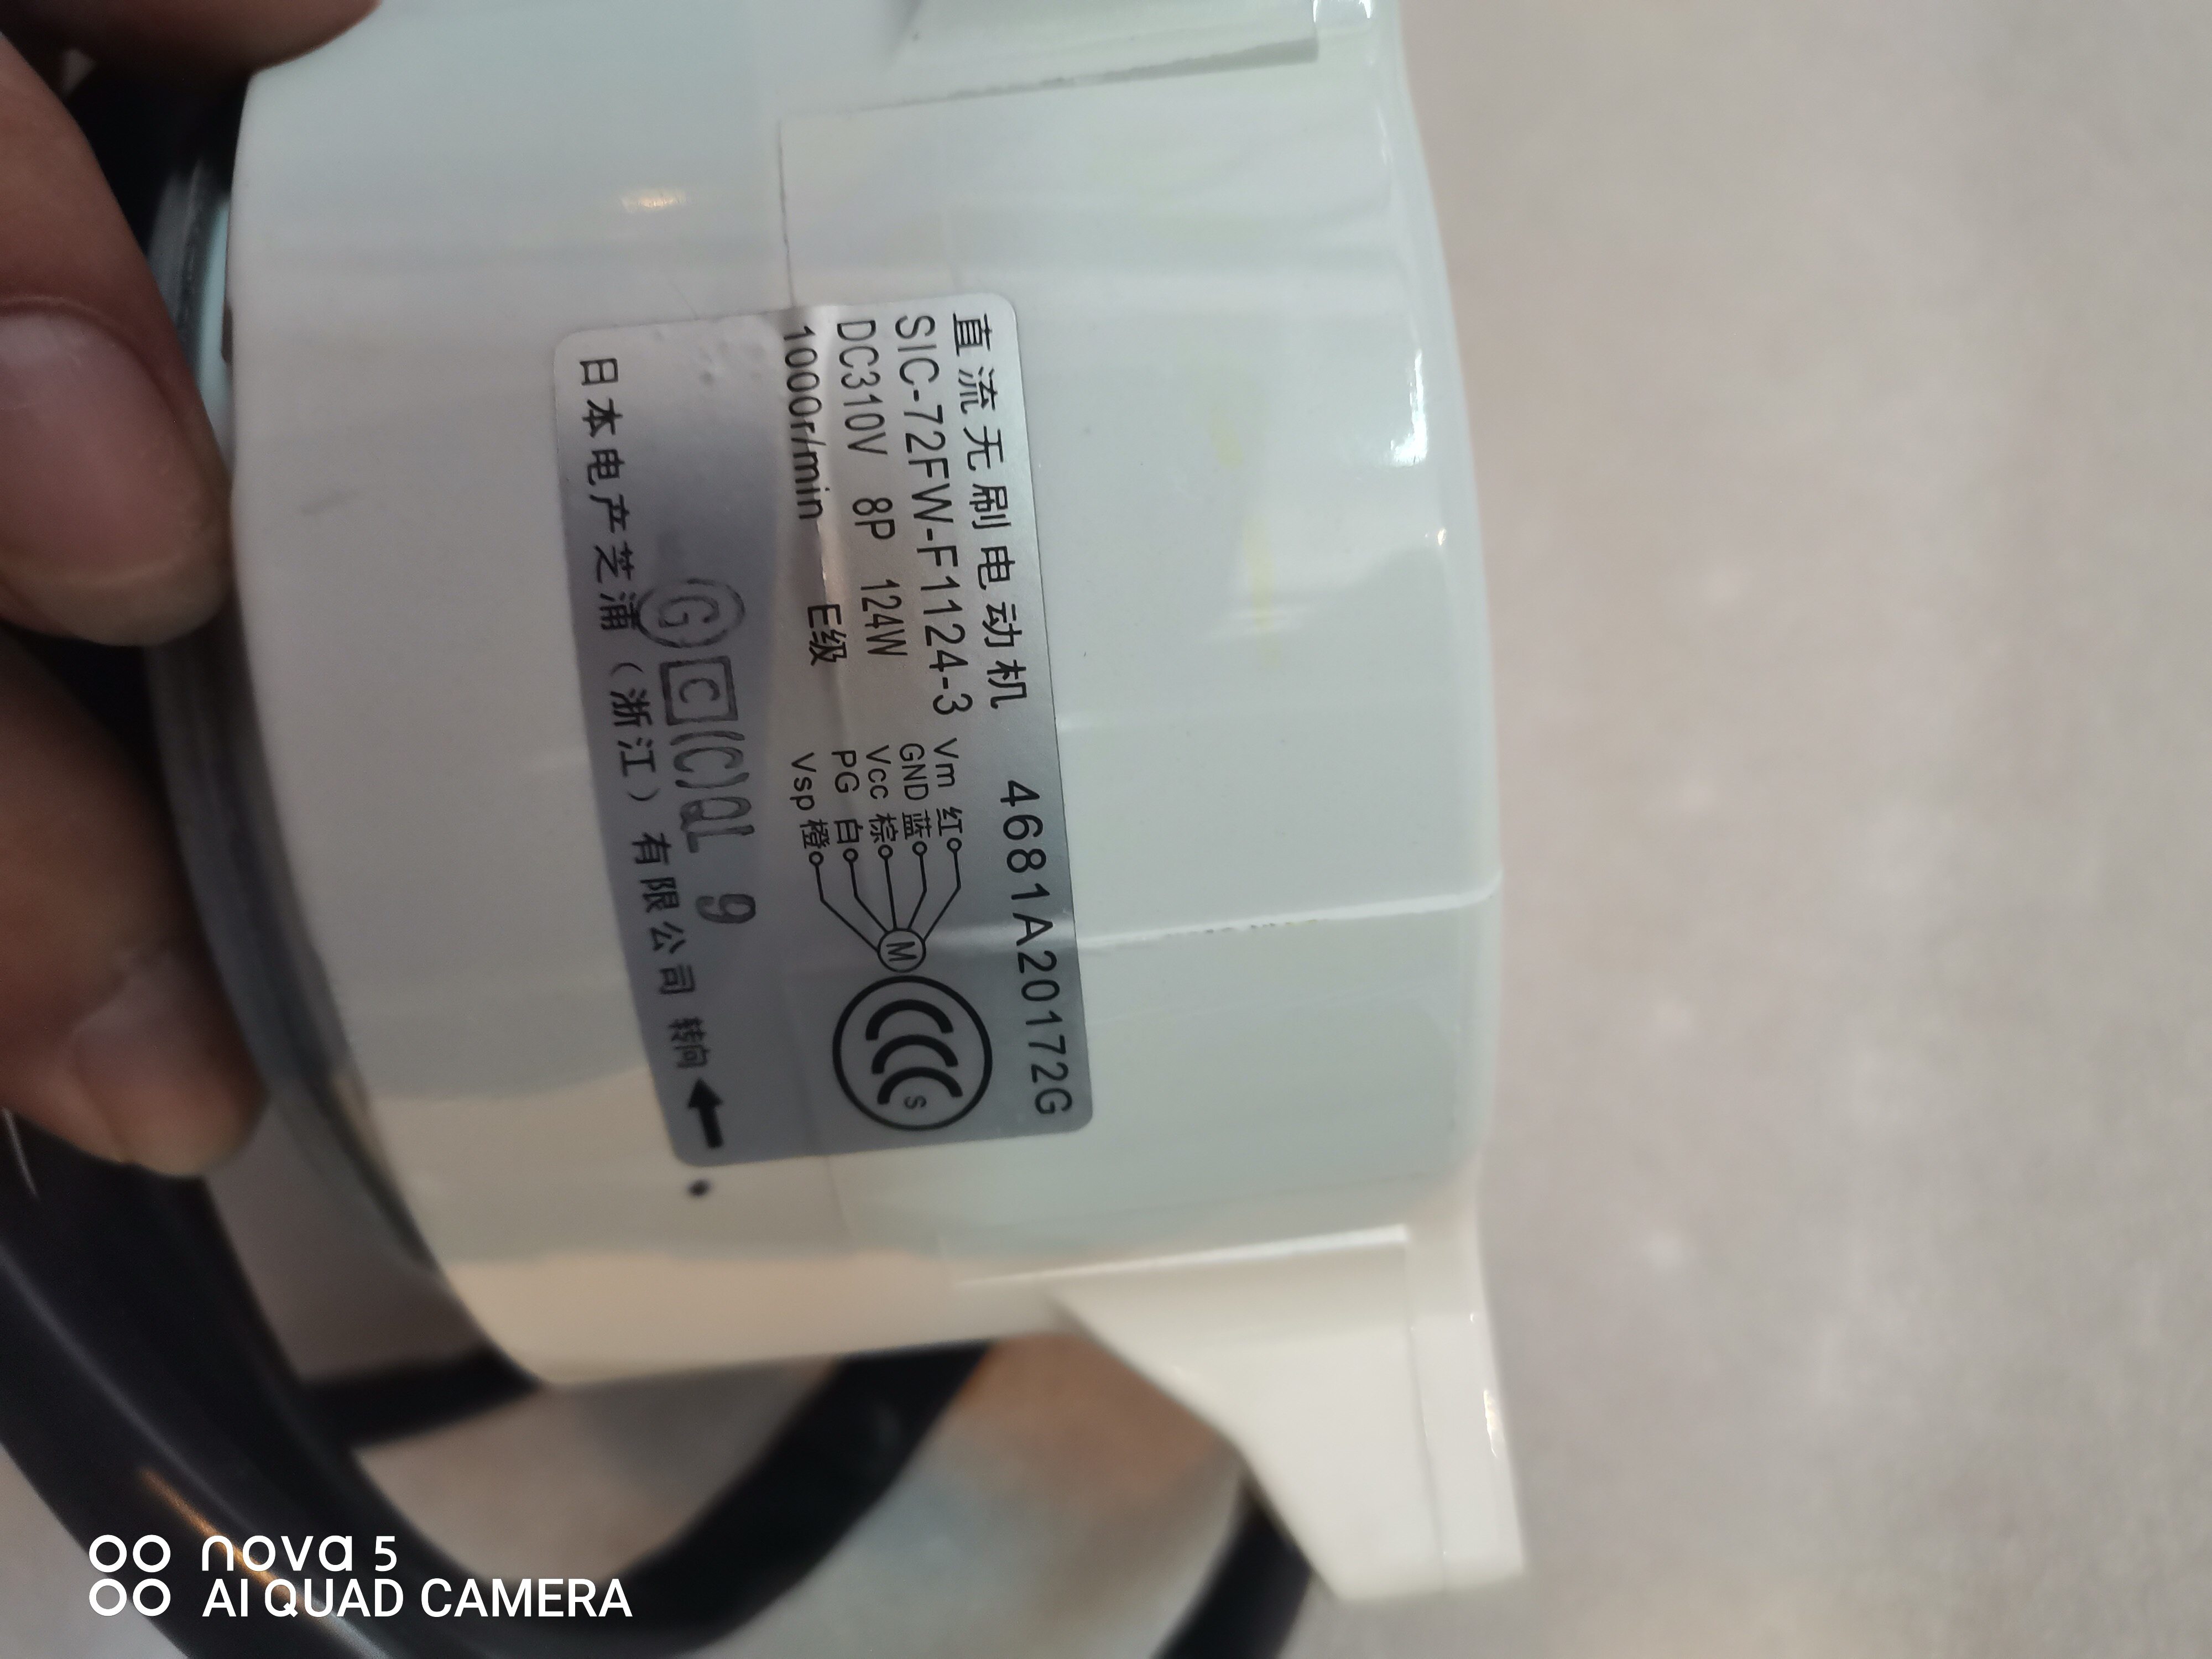 直流无刷电动机 4681A20172G
SIC-72FW-F1124-3
DC310V 8P 124W
1000r/min E级
Vm 红
GND 蓝
Vcc 棕
PG 白
Vsp 橙
M
S
G C (C) QL 9
日本电产芝浦（浙江）有限公司 转向
nova 5
AI QUAD CAMERA